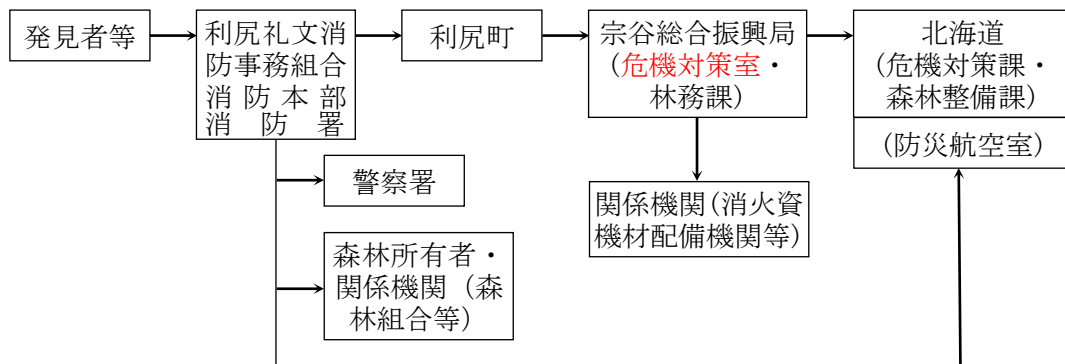 発見者等
利尻礼文消
防事務組合
消防本部
消防署
利尻町
宗谷総合振興局
（危機対策室・
林務課）
北海道
（危機対策課・
森林整備課）
（防災航空室）
警察署
関係機関（消火資
機材配備機関等）
森林所有者・
関係機関（森
林組合等）